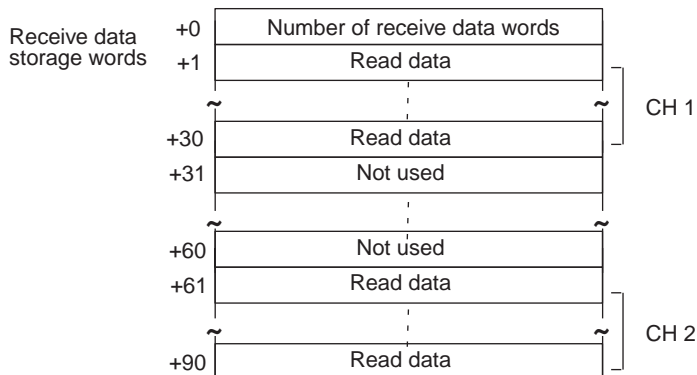 Receive data
storage words
+0 Number of receive data words
+1 Read data
~ ~
CH 1
+30 Read data
+31 Not used
~ ~
+60 Not used
+61 Read data
~ ~
CH 2
+90 Read data